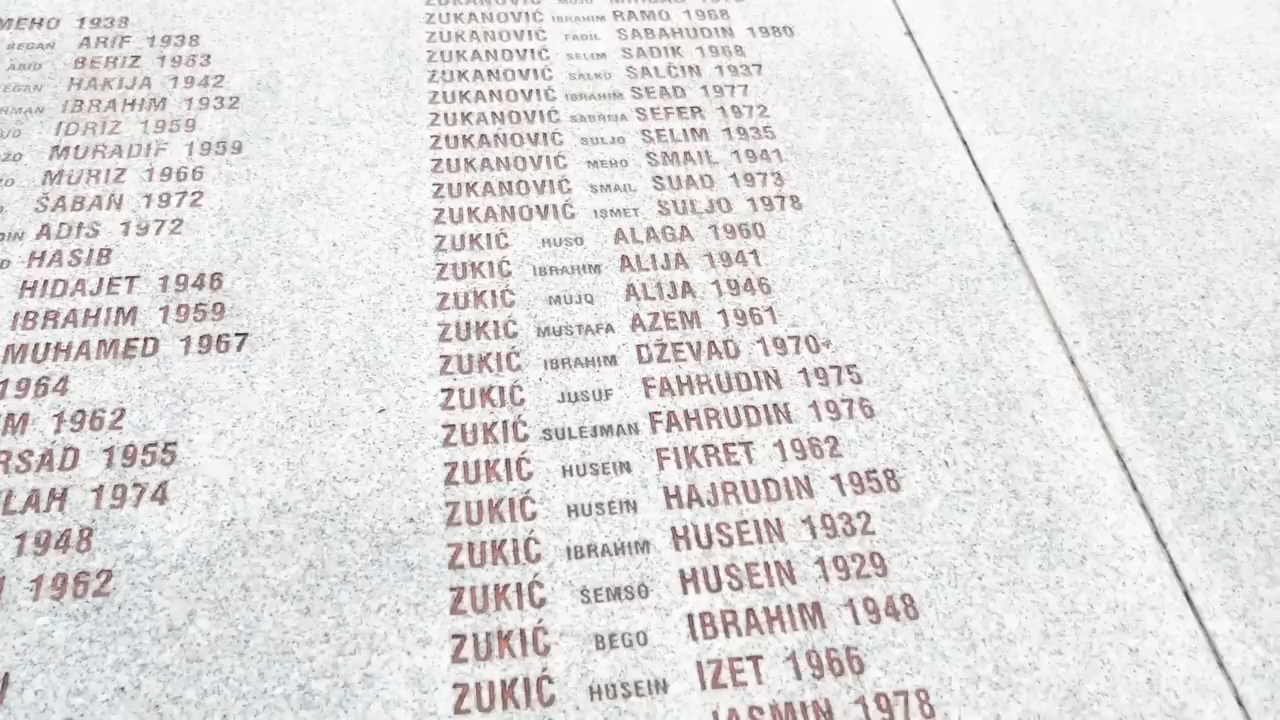 MEHO 1938
BEGAN ARIF 1938
ABID BERIZ 1963
HAKIJA 1942
IBRAHIM 1932
IDRIZ 1959
MURADIF 1959
MURIZ 1966
ŠABAN 1972
ADIS 1972
HASIB
HIDAJET 1946
IBRAHIM 1959
MUHAMED 1967
1964
1962
1955
1974
1948
1962
ZUKANOVIĆ IBRAHIM RAMO 1968
ZUKANOVIĆ FADIL SABAHUDIN 1980
ZUKANOVIĆ SELIM SADIK 1968
ZUKANOVIĆ SALKO SALČIN 1937
ZUKANOVIĆ IBRAHIM SEAD 1977
ZUKANOVIĆ SABRIJA SEFER 1972
ZUKANOVIĆ SULJO SELIM 1935
ZUKANOVIĆ MEHO SMAIL 1941
ZUKANOVIĆ SMAIL SUAD 1973
ZUKANOVIĆ ISMET SULJO 1978
ZUKIĆ HUSO ALAGA 1960
ZUKIĆ IBRAHIM ALIJA 1941
ZUKIĆ MUJO ALIJA 1946
ZUKIĆ MUSTAFA AZEM 1961
ZUKIĆ IBRAHIM DŽEVAD 1970
ZUKIĆ JUSUF FAHRUDIN 1975
ZUKIĆ SULEJMAN FAHRUDIN 1976
ZUKIĆ HUSEIN FIKRET 1962
ZUKIĆ HUSEIN HAJRUDIN 1958
ZUKIĆ IBRAHIM HUSEIN 1932
ZUKIĆ ŠEMSO HUSEIN 1929
ZUKIĆ BEGO IBRAHIM 1948
ZUKIĆ HUSEIN IZET 1966
JASMIN 1978